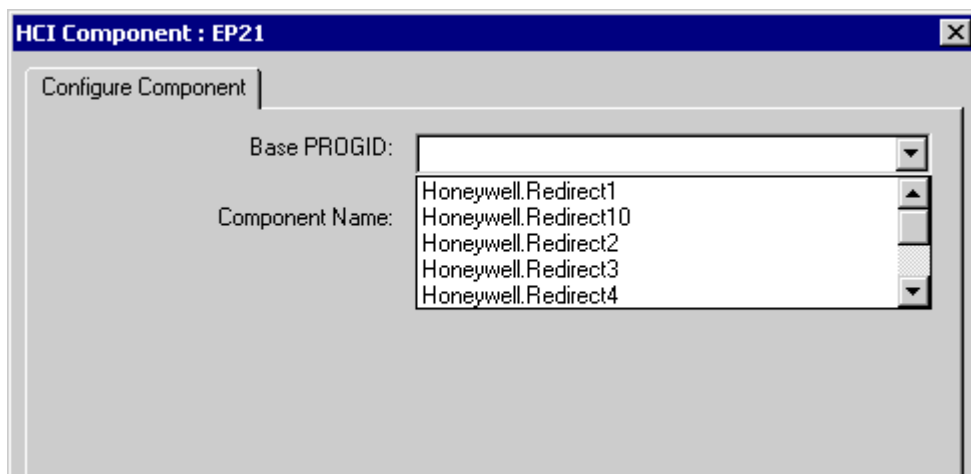 HCI Component : EP21
Configure Component
Base PROGID:
Honeywell.Redirect1
Component Name:
Honeywell.Redirect10
Honeywell.Redirect2
Honeywell.Redirect3
Honeywell.Redirect4